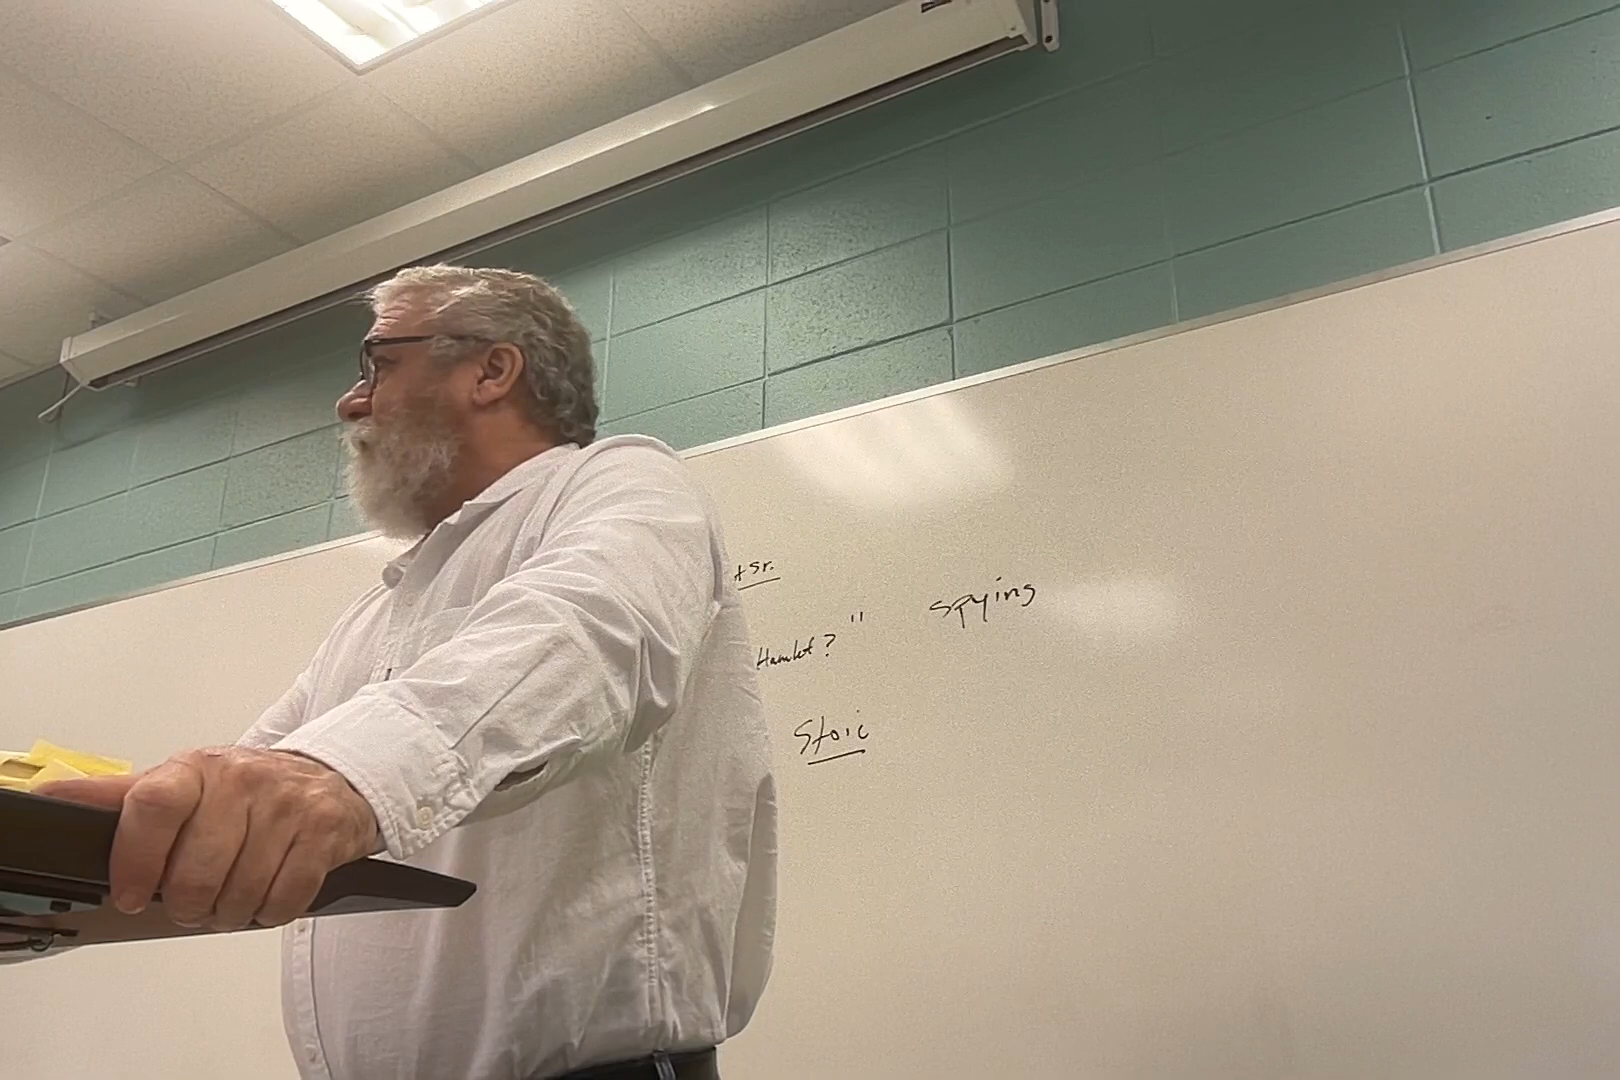 + Sr.
Hamlet? "
spying
Stoic